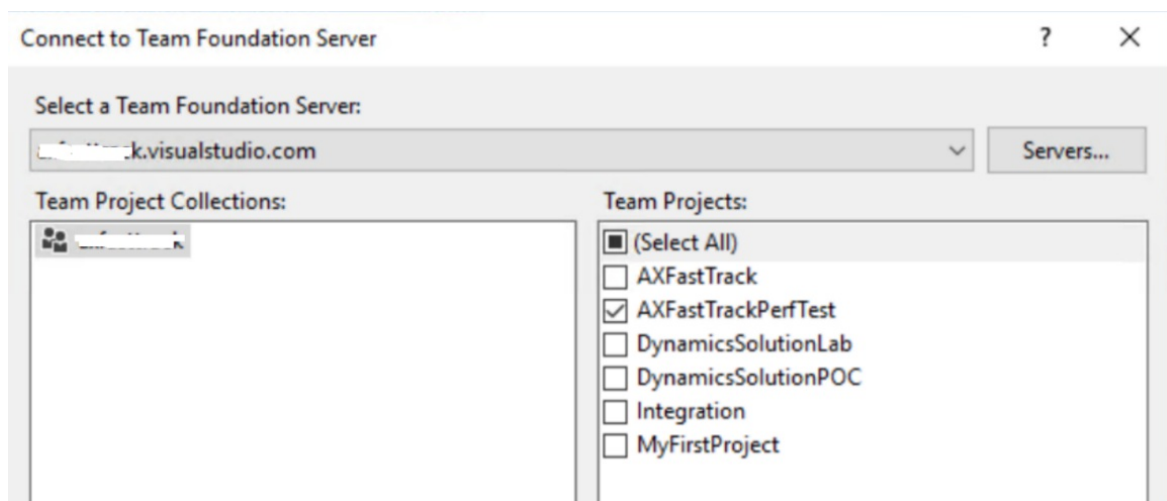 Connect to Team Foundation Server
?
Select a Team Foundation Server:
k.visualstudio.com
Servers...
Team Project Collections:
Team Projects:
(Select All)
AXFastTrack
AXFastTrackPerfTest
DynamicsSolutionLab
DynamicsSolutionPOC
Integration
MyFirstProject